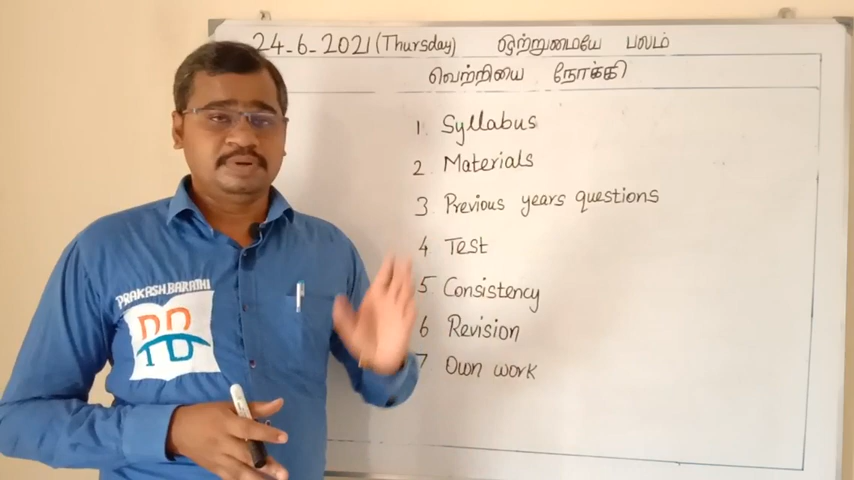 24-6-2021 (Thursday) ஒற்றுமையே பலம்
வெற்றியை நோக்கி
1. Syllabus
2. Materials
3. Previous years questions
4 Test
5 Consistency
6 Revision
7 Own work
PRAKASH BARATHI
PB